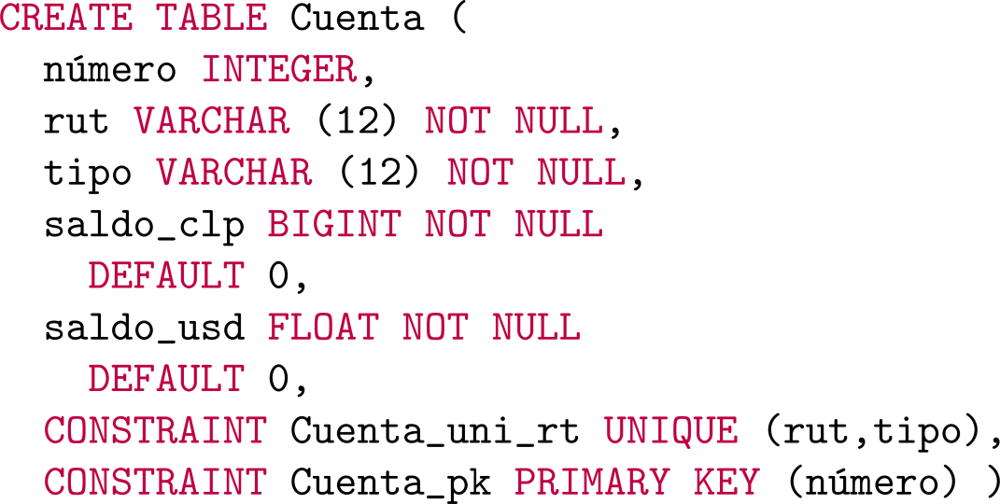 CREATE TABLE Cuenta (
número INTEGER,
rut VARCHAR (12) NOT NULL,
tipo VARCHAR (12) NOT NULL,
saldo_clp BIGINT NOT NULL
DEFAULT 0,
saldo_usd FLOAT NOT NULL
DEFAULT 0,
CONSTRAINT Cuenta_uni_rt UNIQUE (rut,tipo),
CONSTRAINT Cuenta_pk PRIMARY KEY (número) )